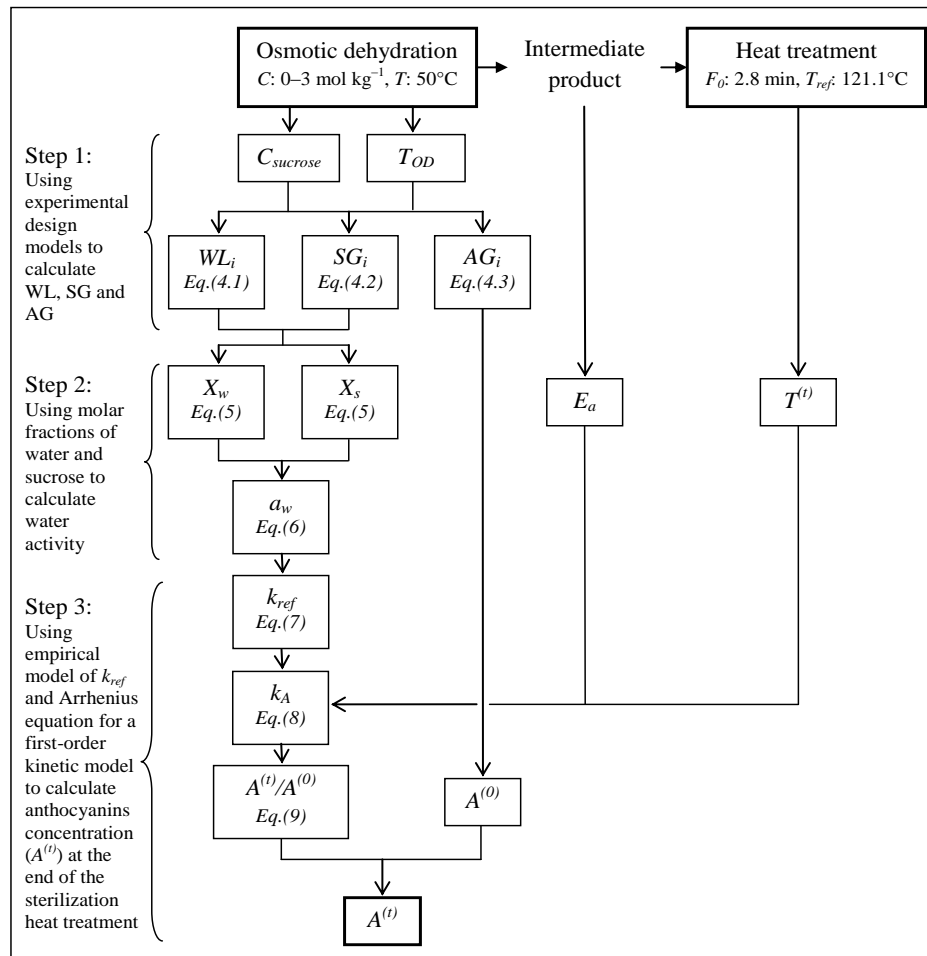 Osmotic dehydration
C: 0–3 mol kg⁻¹, T: 50°C
Intermediate
product
Heat treatment
F₀: 2.8 min, T_ref: 121.1°C
Step 1:
Using
experimental
design
models to
calculate
WL, SG and
AG
C_sucrose
T_OD
WL_i
Eq.(4.1)
SG_i
Eq.(4.2)
AG_i
Eq.(4.3)
Step 2:
Using molar
fractions of
water and
sucrose to
calculate
water
activity
X_w
Eq.(5)
X_s
Eq.(5)
E_a
T^(t)
a_w
Eq.(6)
Step 3:
Using
empirical
model of k_ref
and Arrhenius
equation for a
first-order
kinetic model
to calculate
anthocyanins
concentration
(A^(t)) at the
end of the
sterilization
heat treatment
k_ref
Eq.(7)
k_A
Eq.(8)
A^(t)/A^(0)
Eq.(9)
A^(0)
A^(t)